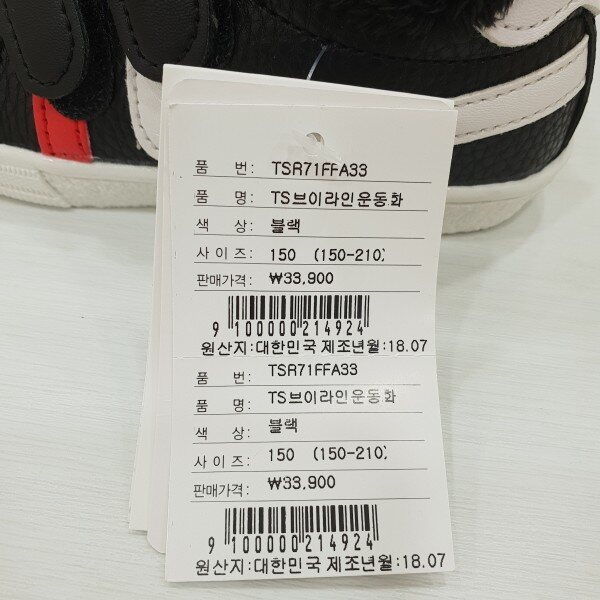 품 번: TSR71FFA33
품 명: TS브이라인운동화
색 상: 블랙
사 이 즈: 150 (150-210)
판매가격: ₩33,900
9 100000 214924
원산지:대한민국 제조년월:18.07
품 번: TSR71FFA33
품 명: TS브이라인운동화
색 상: 블랙
사 이 즈: 150 (150-210)
판매가격: ₩33,900
9 100000 214924
원산지:대한민국 제조년월:18.07